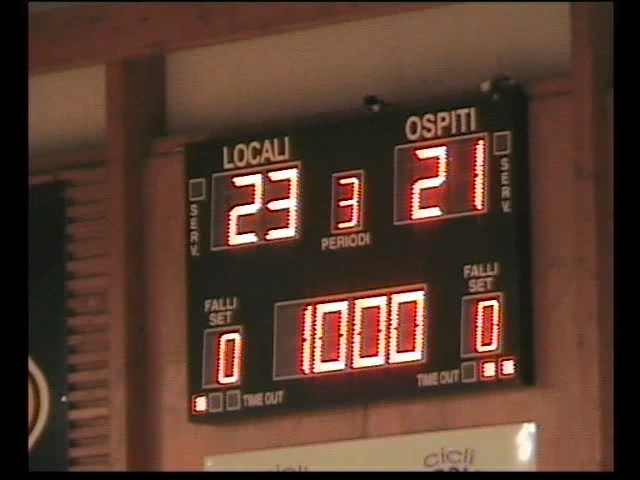 LOCALI
OSPITI
SERV.
23
3
21
SERV.
PERIODI
FALLI
SET
1000
FALLI
SET
0
0
TIME OUT
TIME OUT
cicli
cicli